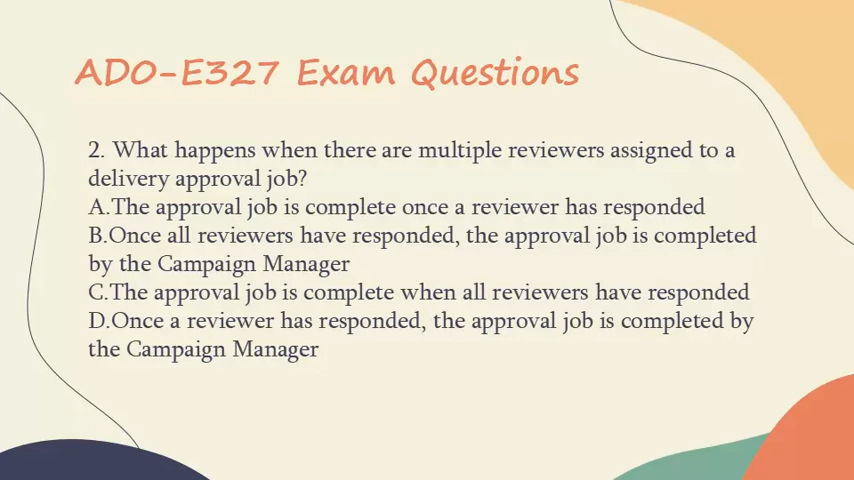 ADO-E327 Exam Questions
2. What happens when there are multiple reviewers assigned to a
delivery approval job?
A.The approval job is complete once a reviewer has responded
B.Once all reviewers have responded, the approval job is completed
by the Campaign Manager
C.The approval job is complete when all reviewers have responded
D.Once a reviewer has responded, the approval job is completed by
the Campaign Manager